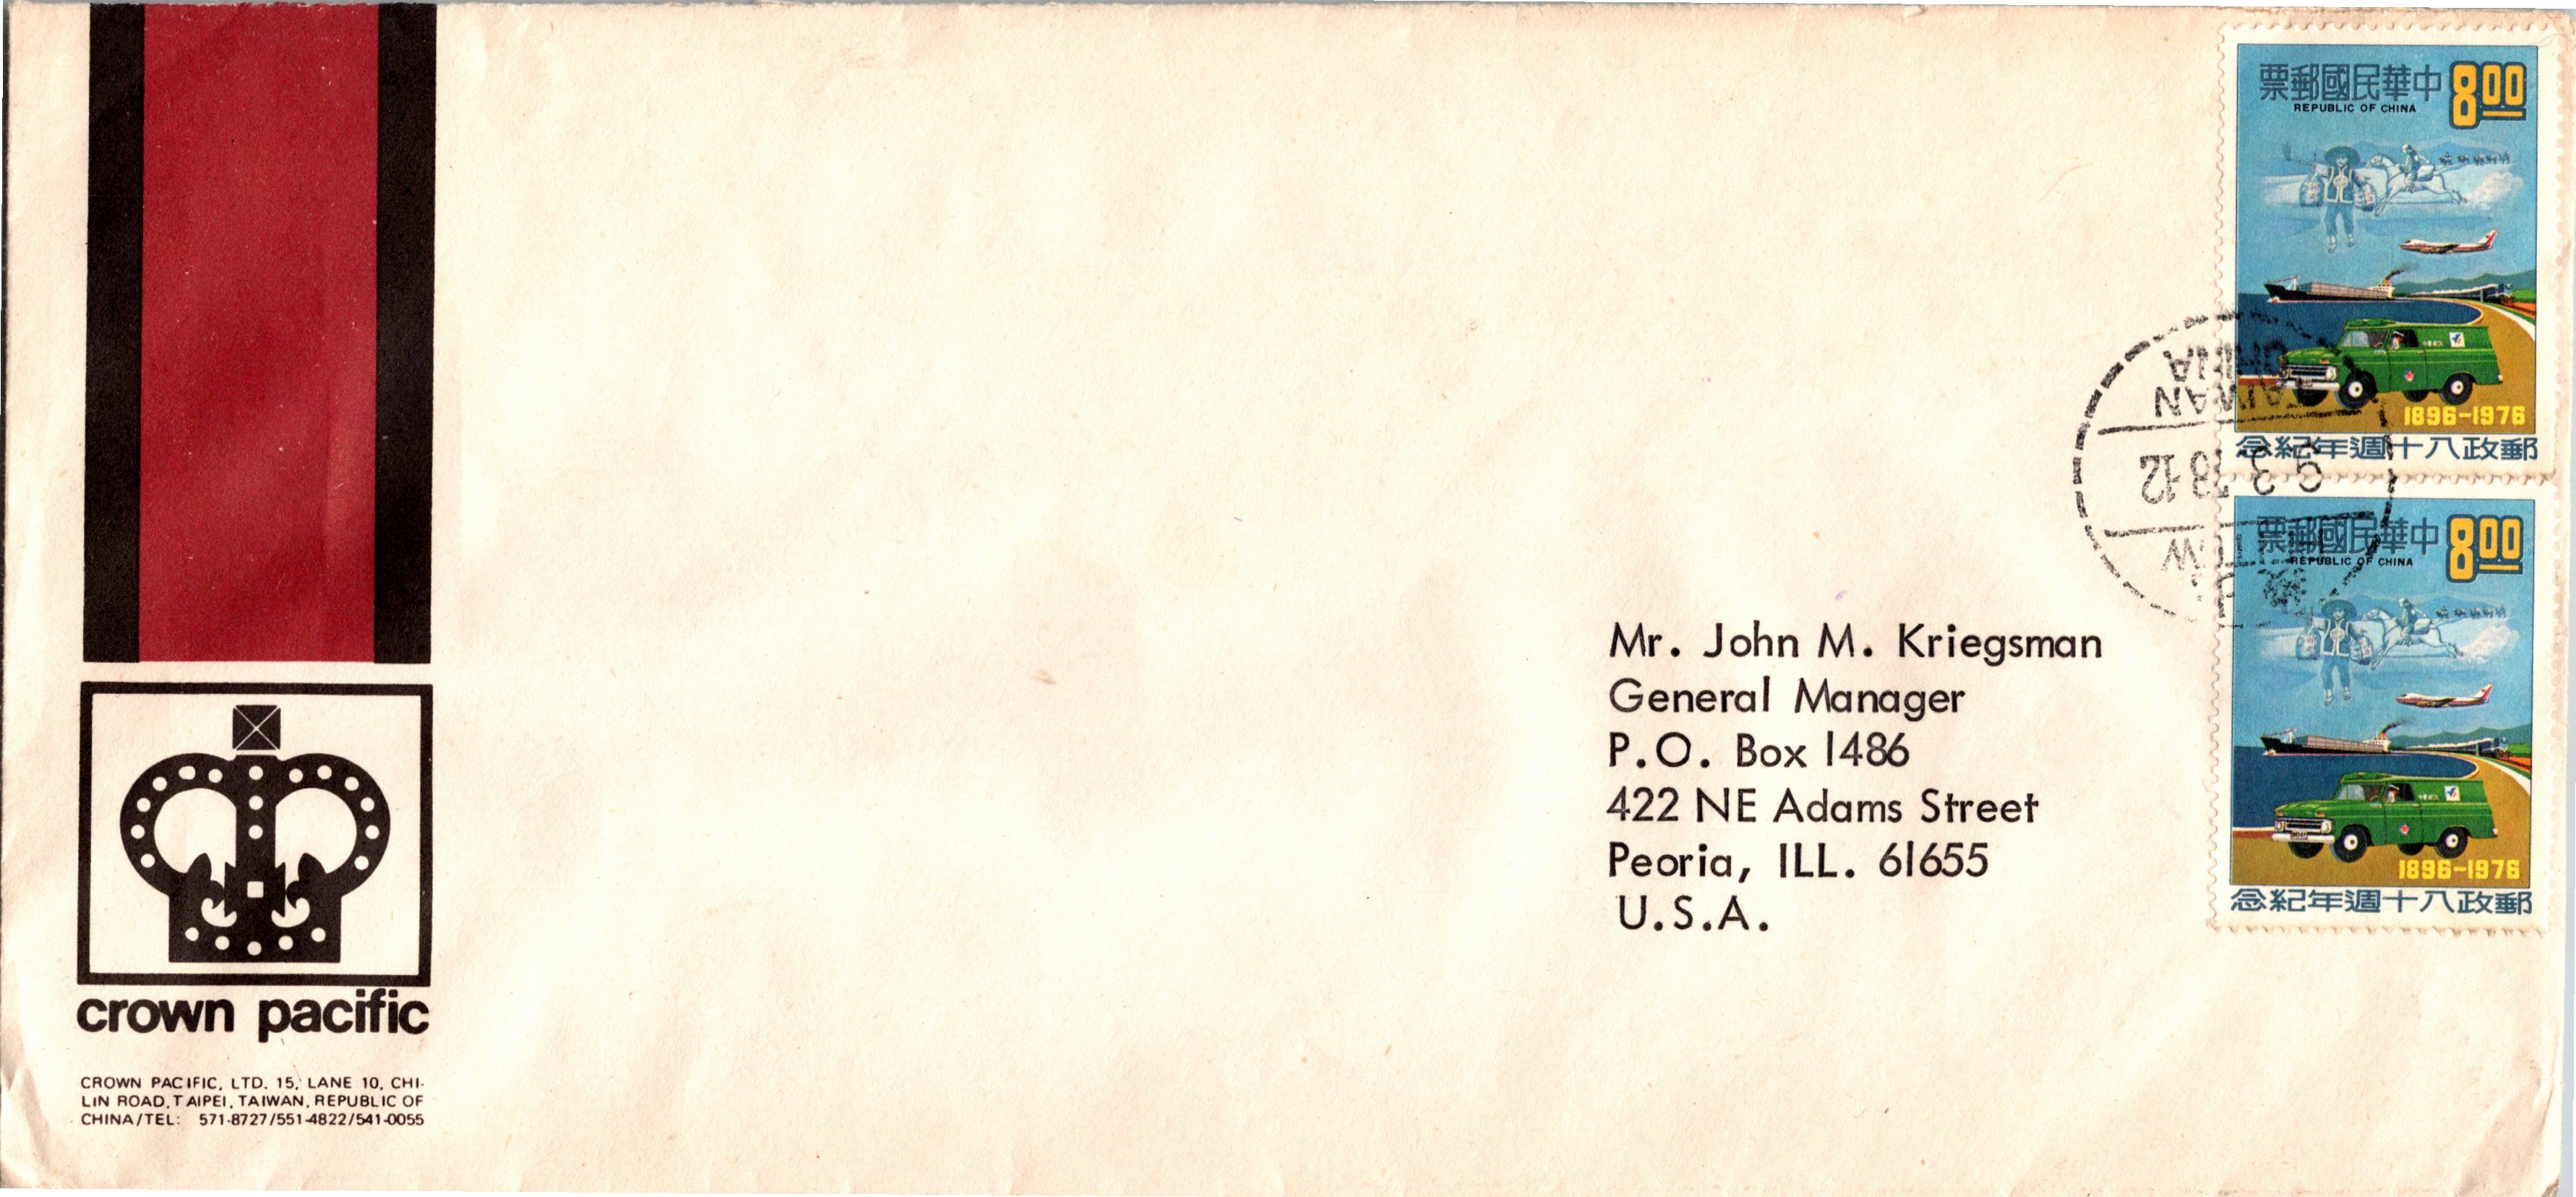 crown pacific
CROWN PACIFIC, LTD. 15, LANE 10, CHI-
LIN ROAD, TAIPEI, TAIWAN, REPUBLIC OF
CHINA/TEL: 571-8727/551-4822/541-0055
Mr. John M. Kriegsman
General Manager
P.O. Box 1486
422 NE Adams Street
Peoria, ILL. 61655
U.S.A.
票郵國民華中 8.00
REPUBLIC OF CHINA
1896-1976
念紀年週十八政郵
TAIWAN
CHINA
票郵國民華中 8.00
REPUBLIC OF CHINA
1896-1976
念紀年週十八政郵